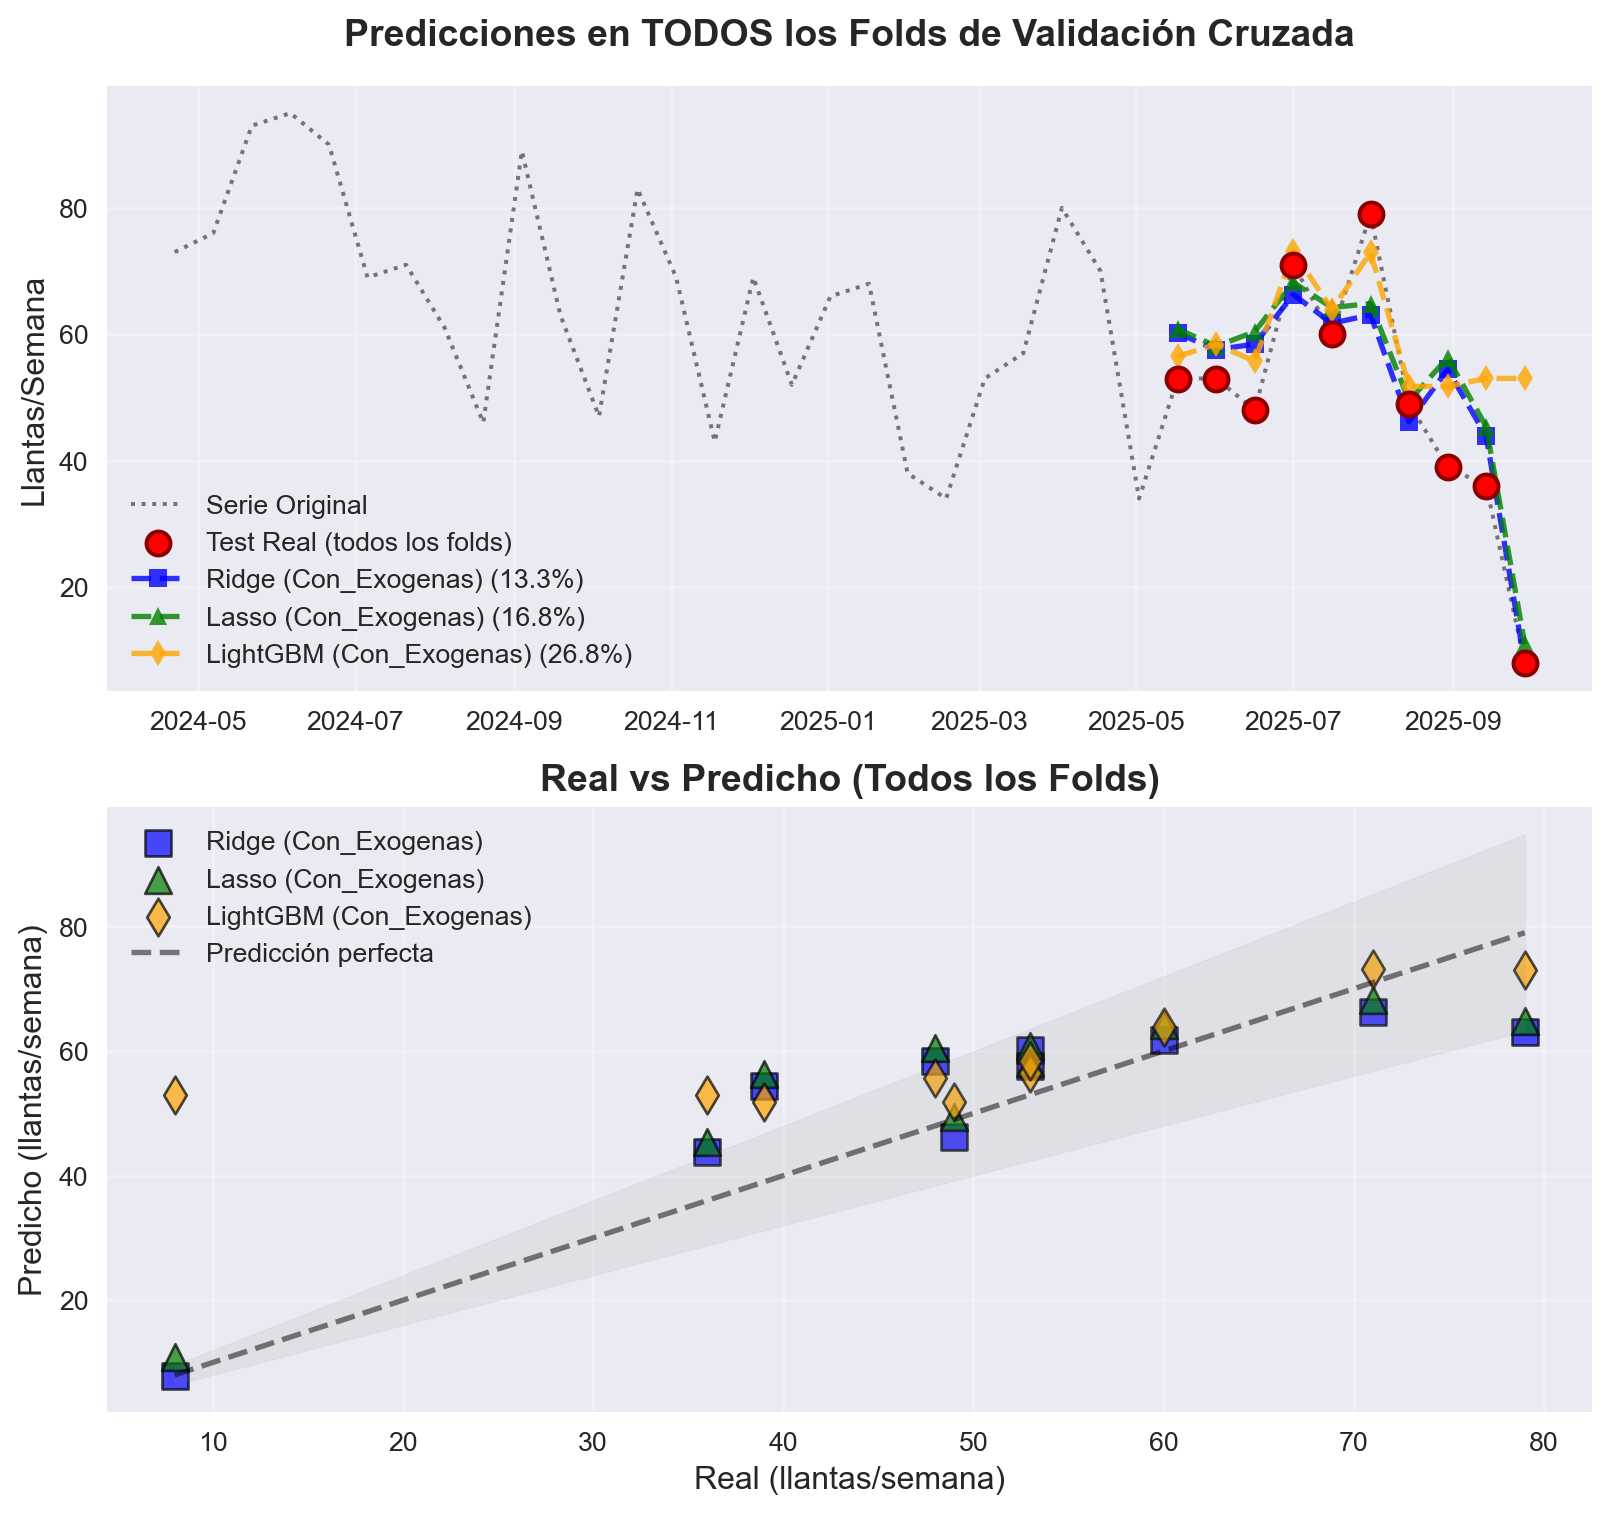 Predicciones en TODOS los Folds de Validación Cruzada
Llantas/Semana
80
60
40
20
Serie Original
Test Real (todos los folds)
Ridge (Con_Exogenas) (13.3%)
Lasso (Con_Exogenas) (16.8%)
LightGBM (Con_Exogenas) (26.8%)
2024-05 2024-07 2024-09 2024-11 2025-01 2025-03 2025-05 2025-07 2025-09
Real vs Predicho (Todos los Folds)
Predicho (llantas/semana)
80
60
40
20
Ridge (Con_Exogenas)
Lasso (Con_Exogenas)
LightGBM (Con_Exogenas)
Predicción perfecta
10 20 30 40 50 60 70 80
Real (llantas/semana)